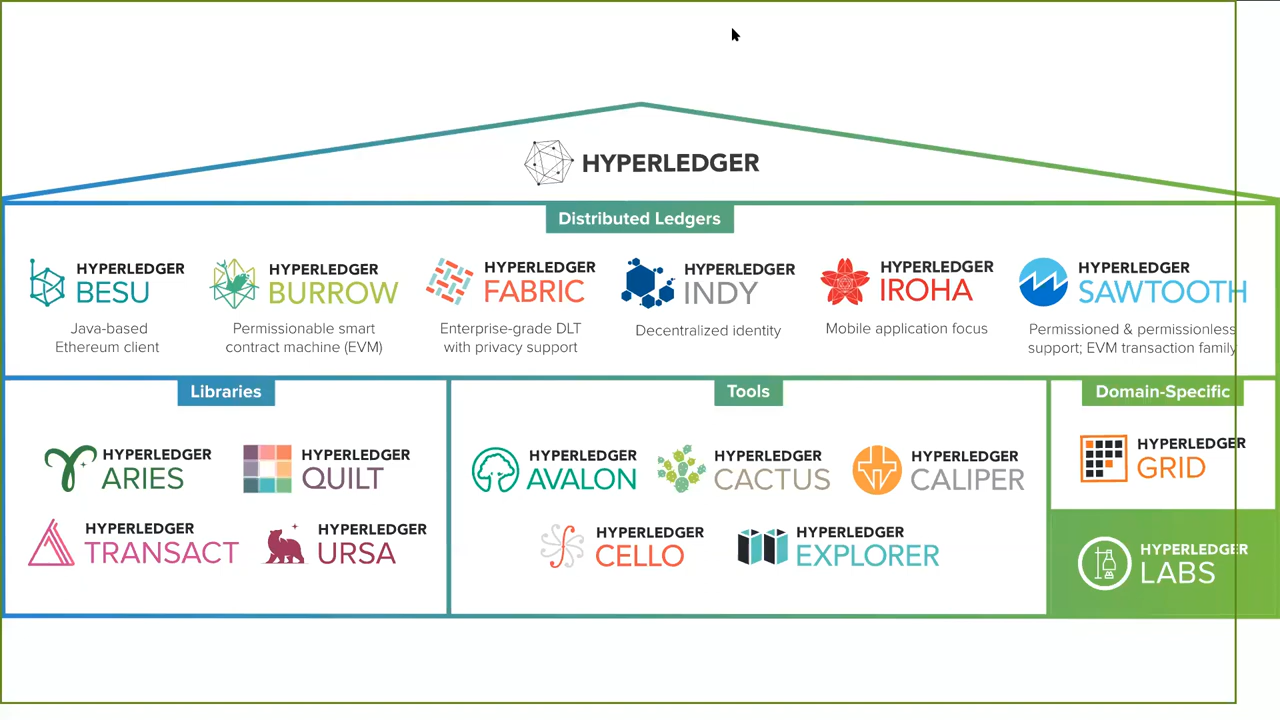 HYPERLEDGER
Distributed Ledgers
HYPERLEDGER
BESU
Java-based
Ethereum client
HYPERLEDGER
BURROW
Permissionable smart
contract machine (EVM)
HYPERLEDGER
FABRIC
Enterprise-grade DLT
with privacy support
HYPERLEDGER
INDY
Decentralized identity
HYPERLEDGER
IROHA
Mobile application focus
HYPERLEDGER
SAWTOOTH
Permissioned & permissionless
support; EVM transaction family
Libraries
HYPERLEDGER
ARIES
HYPERLEDGER
QUILT
HYPERLEDGER
TRANSACT
HYPERLEDGER
URSA
Tools
HYPERLEDGER
AVALON
HYPERLEDGER
CACTUS
HYPERLEDGER
CALIPER
HYPERLEDGER
CELLO
HYPERLEDGER
EXPLORER
Domain-Specific
HYPERLEDGER
GRID
HYPERLEDGER
LABS